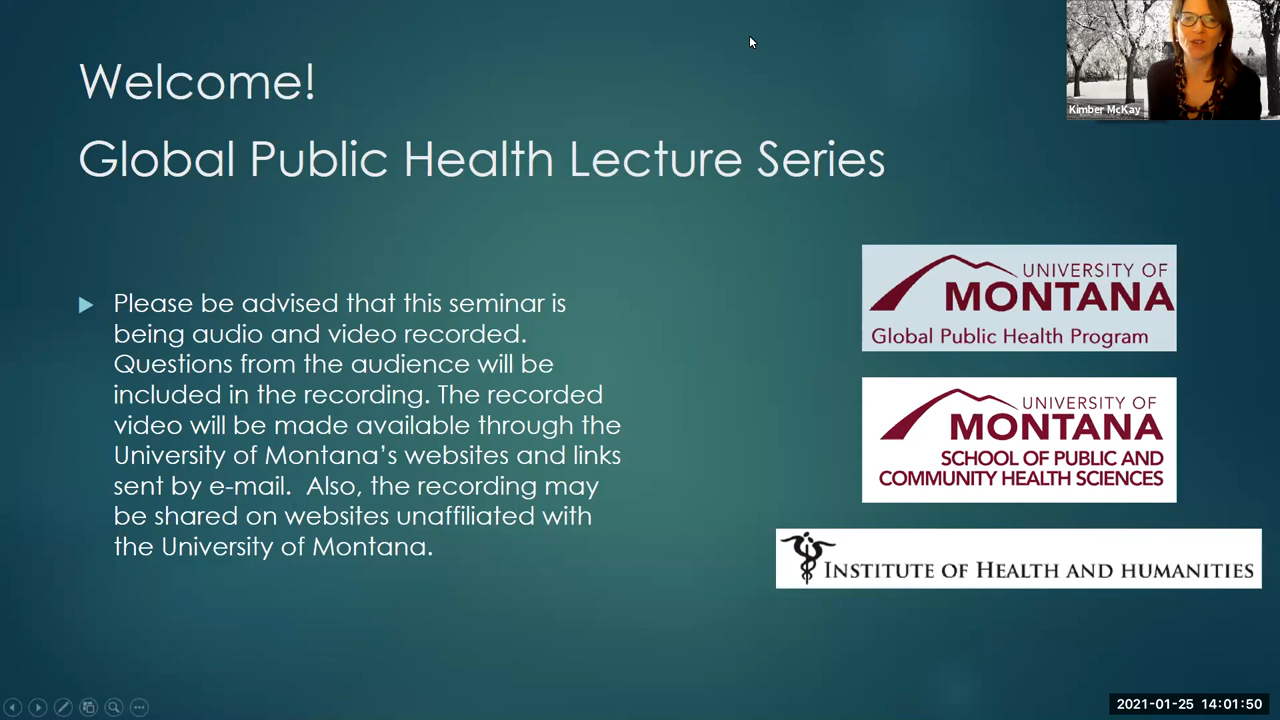 Welcome!
Global Public Health Lecture Series
Kimber McKay
Please be advised that this seminar is
being audio and video recorded.
Questions from the audience will be
included in the recording. The recorded
video will be made available through the
University of Montana’s websites and links
sent by e-mail.  Also, the recording may
be shared on websites unaffiliated with
the University of Montana.
UNIVERSITY OF
MONTANA
Global Public Health Program
UNIVERSITY OF
MONTANA
SCHOOL OF PUBLIC AND
COMMUNITY HEALTH SCIENCES
INSTITUTE OF HEALTH AND HUMANITIES
2021-01-25 14:01:50